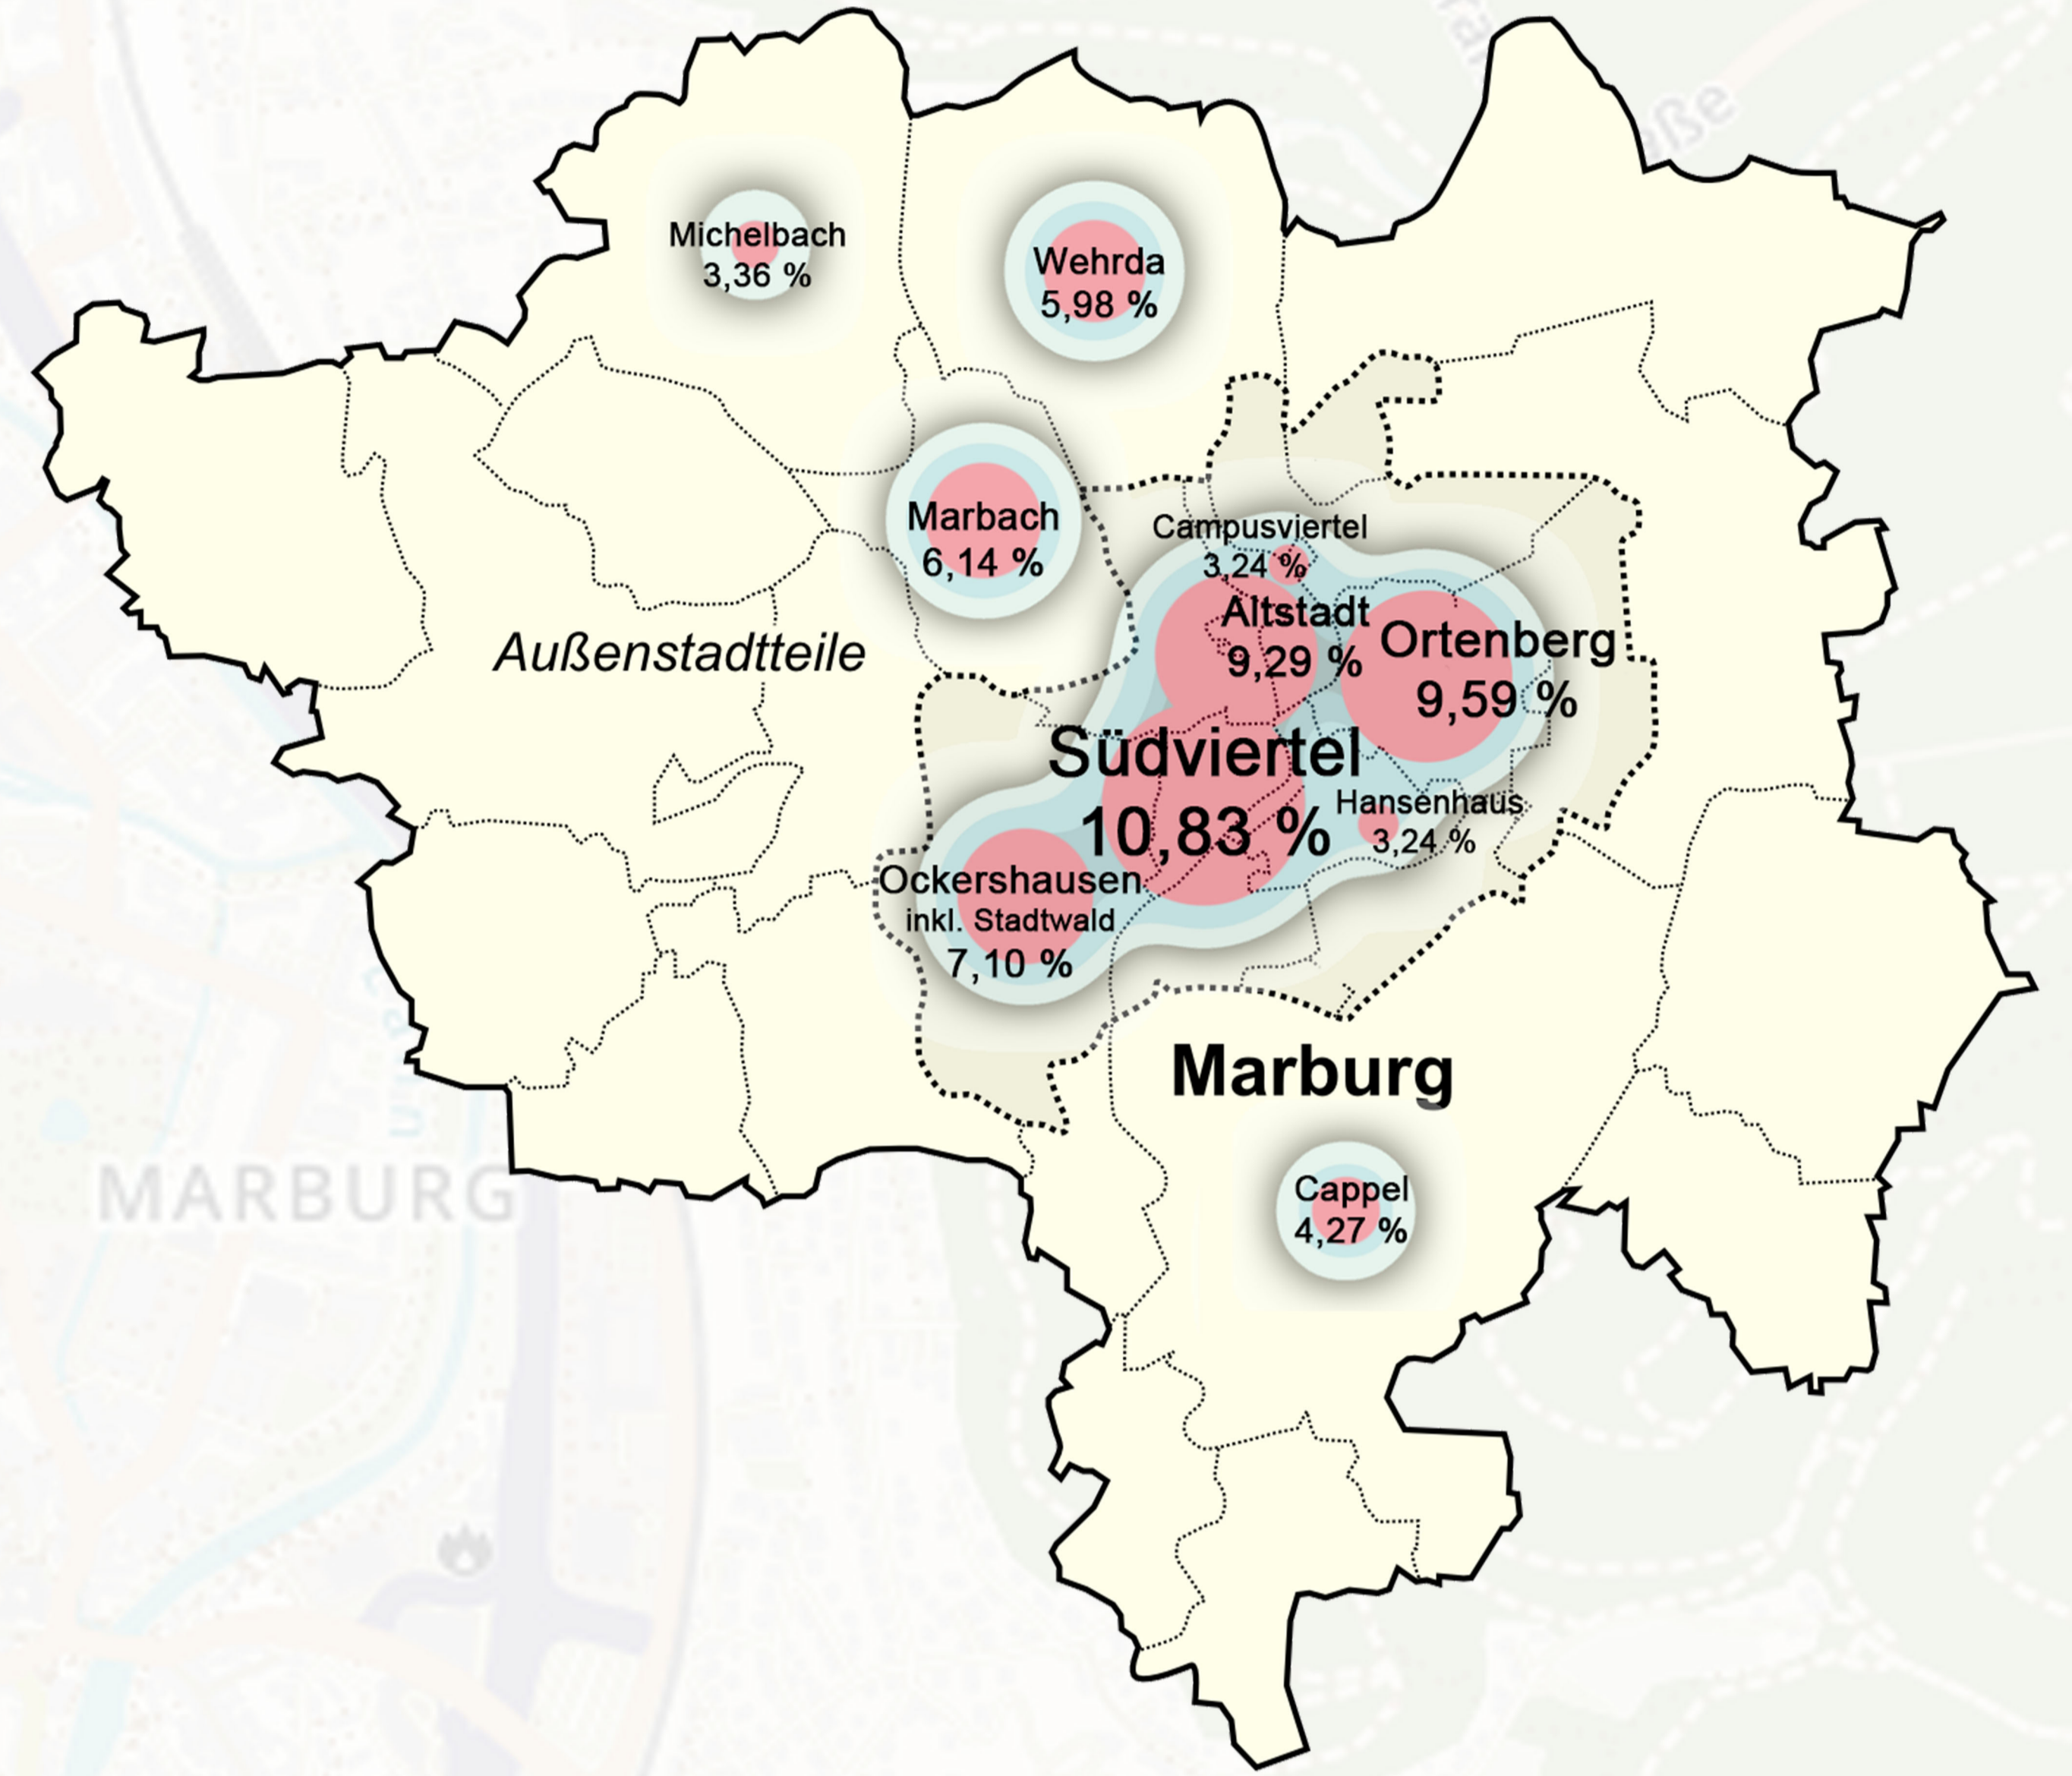 Michelbach
3,36 %
Wehrda
5,98 %
Marbach
6,14 %
Campusviertel
3,24 %
Altstadt
9,29 %
Ortenberg
9,59 %
Außenstadtteile
Südviertel
10,83 %
Hansenhaus
3,24 %
Ockershausen
inkl. Stadtwald
7,10 %
Marburg
Cappel
4,27 %
MARBURG